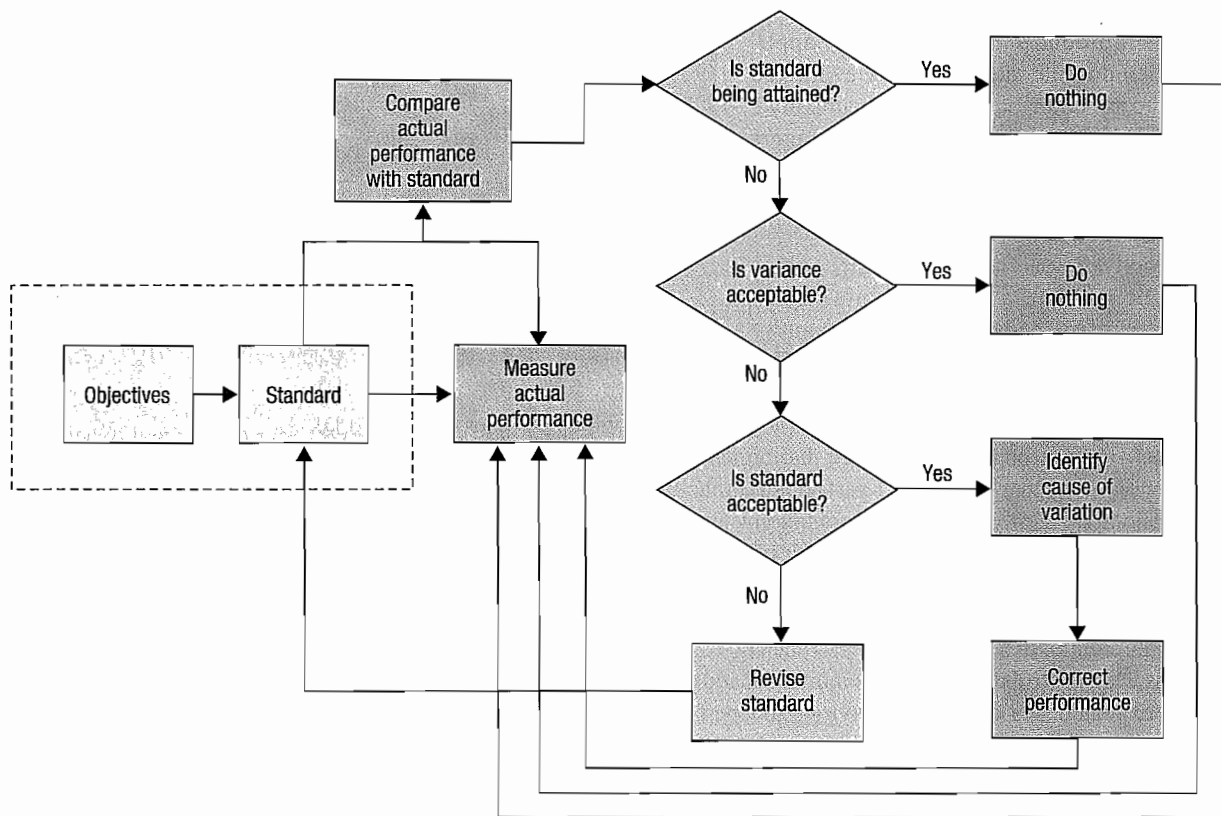 Objectives
Standard
Measure
actual
performance
Compare
actual
performance
with standard
Is standard
being attained?
Yes
Do
nothing
No
Is variance
acceptable?
Yes
Do
nothing
No
Is standard
acceptable?
Yes
Identify
cause of
variation
No
Revise
standard
Correct
performance